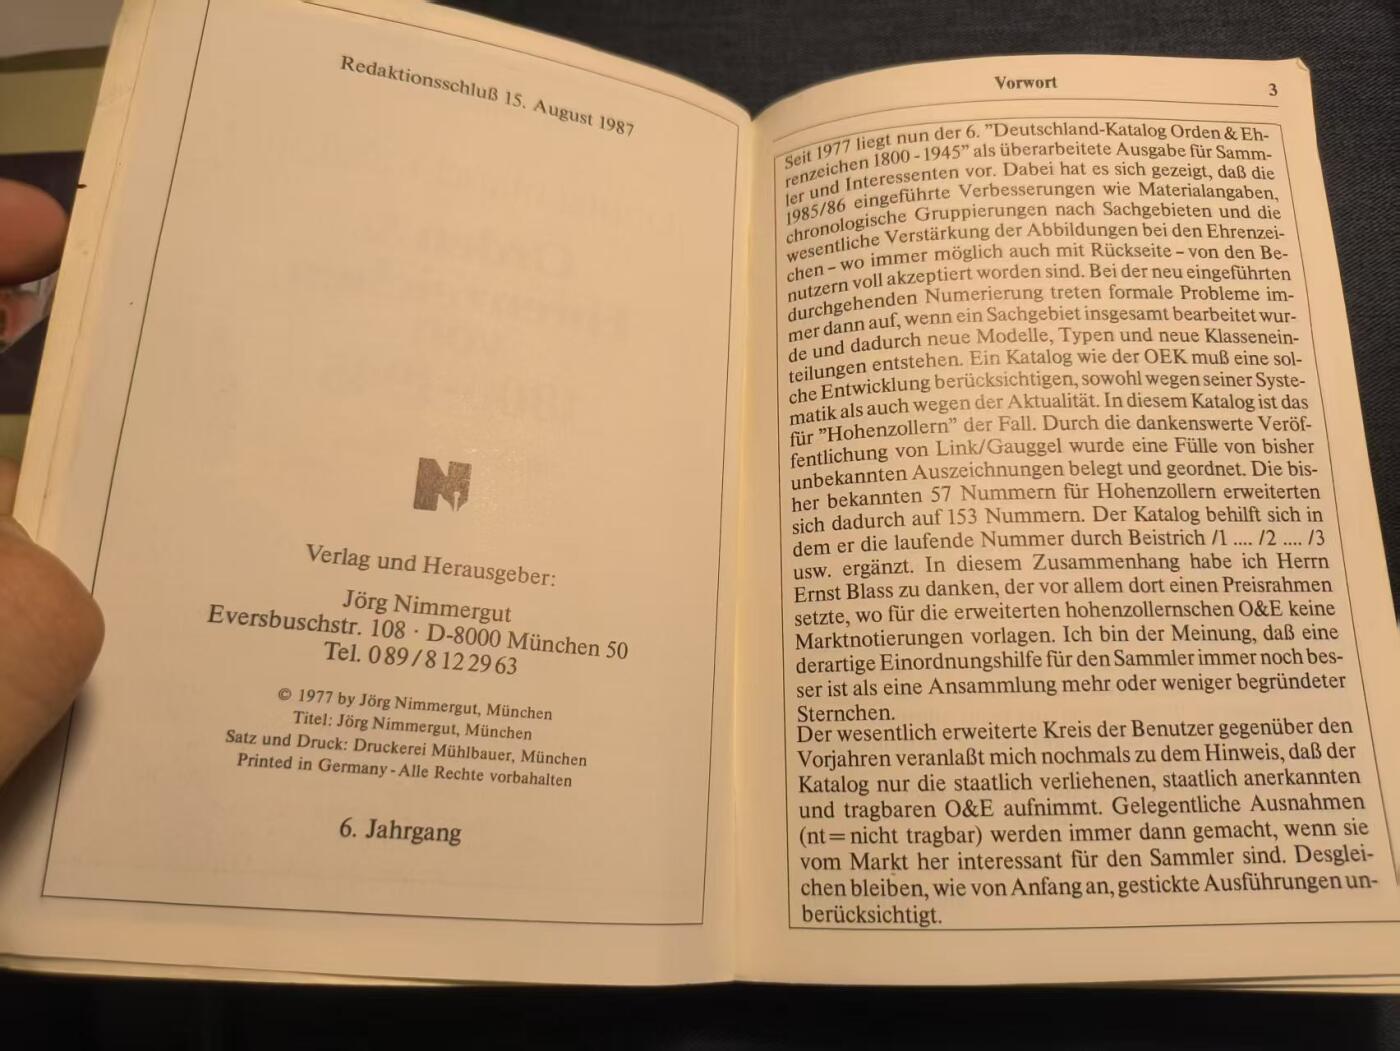 Redaktionsschluß 15. August 1987
N
Verlag und Herausgeber:
Jörg Nimmergut
Eversbuschstr. 108 · D-8000 München 50
Tel. 089/8122963
© 1977 by Jörg Nimmergut, München
Titel: Jörg Nimmergut, München
Satz und Druck: Druckerei Mühlbauer, München
Printed in Germany - Alle Rechte vorbahalten
6. Jahrgang
Vorwort 3
Seit 1977 liegt nun der 6. "Deutschland-Katalog Orden & Eh-
renzeichen 1800 - 1945" als überarbeitete Ausgabe für Samm-
ler und Interessenten vor. Dabei hat es sich gezeigt, daß die
1985/86 eingeführte Verbesserungen wie Materialangaben,
chronologische Gruppierungen nach Sachgebieten und die
wesentliche Verstärkung der Abbildungen bei den Ehrenzei-
chen – wo immer möglich auch mit Rückseite – von den Be-
nutzern voll akzeptiert worden sind. Bei der neu eingeführten
durchgehenden Numerierung treten formale Probleme im-
mer dann auf, wenn ein Sachgebiet insgesamt bearbeitet wur-
de und dadurch neue Modelle, Typen und neue Klassenein-
teilungen entstehen. Ein Katalog wie der OEK muß eine sol-
che Entwicklung berücksichtigen, sowohl wegen seiner Syste-
matik als auch wegen der Aktualität. In diesem Katalog ist das
für "Hohenzollern" der Fall. Durch die dankenswerte Veröf-
fentlichung von Link/Gauggel wurde eine Fülle von bisher
unbekannten Auszeichnungen belegt und geordnet. Die bis-
her bekannten 57 Nummern für Hohenzollern erweiterten
sich dadurch auf 153 Nummern. Der Katalog behilft sich in
dem er die laufende Nummer durch Beistrich /1 .... /2 .... /3
usw. ergänzt. In diesem Zusammenhang habe ich Herrn
Ernst Blass zu danken, der vor allem dort einen Preisrahmen
setzte, wo für die erweiterten hohenzollernschen O&E keine
Marktnotierungen vorlagen. Ich bin der Meinung, daß eine
derartige Einordnungshilfe für den Sammler immer noch bes-
ser ist als eine Ansammlung mehr oder weniger begründeter
Sternchen.
Der wesentlich erweiterte Kreis der Benutzer gegenüber den
Vorjahren veranlaßt mich nochmals zu dem Hinweis, daß der
Katalog nur die staatlich verliehenen, staatlich anerkannten
und tragbaren O&E aufnimmt. Gelegentliche Ausnahmen
(nt = nicht tragbar) werden immer dann gemacht, wenn sie
vom Markt her interessant für den Sammler sind. Desglei-
chen bleiben, wie von Anfang an, gestickte Ausführungen un-
berücksichtigt.